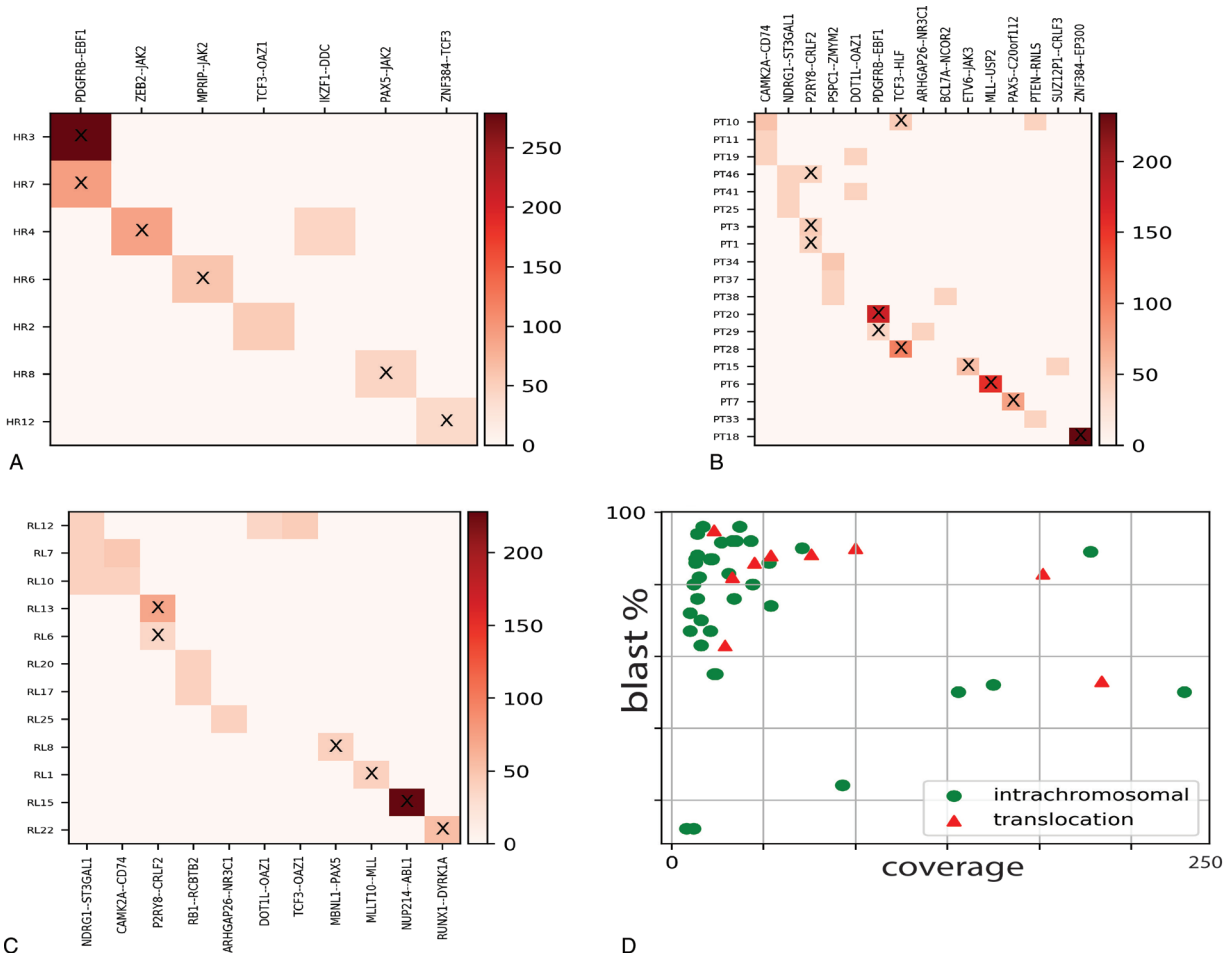 PDGFRB--EBF1
ZEB2--JAK2
MPRIP--JAK2
TCF3--OAZ1
IKZF1--DDC
PAX5--JAK2
ZNF384--TCF3
HR3
HR7
HR4
HR6
HR2
HR8
HR12
X
X
X
X
X
X
250
200
150
100
50
0
A
CAMK2A--CD74
NDRG1--ST3GAL1
P2RY8--CRLF2
PSPC1--ZMYM2
DOT1L--OAZ1
PDGFRB--EBF1
TCF3--HLF
ARHGAP26--NR3C1
BCL7A--NCOR2
ETV6--JAK3
MLL--USP2
PAX5--C20orf112
PTEN--RNLS
SUZ12P1--CRLF3
ZNF384--EP300
PT10
PT11
PT19
PT46
PT41
PT25
PT3
PT1
PT34
PT37
PT38
PT20
PT29
PT28
PT15
PT6
PT7
PT33
PT18
X
X
X
X
X
X
X
X
X
X
X
200
150
100
50
0
B
RL12
RL7
RL10
RL13
RL6
RL20
RL17
RL25
RL8
RL1
RL15
RL22
X
X
X
X
X
X
200
150
100
50
0
NDRG1--ST3GAL1
CAMK2A--CD74
P2RY8--CRLF2
RB1--RCBTB2
ARHGAP26--NR3C1
DOT1L--OAZ1
TCF3--OAZ1
MBNL1--PAX5
MLLT10--MLL
NUP214--ABL1
RUNX1--DYRK1A
C
100
blast %
intrachromosomal
translocation
0
coverage
250
D